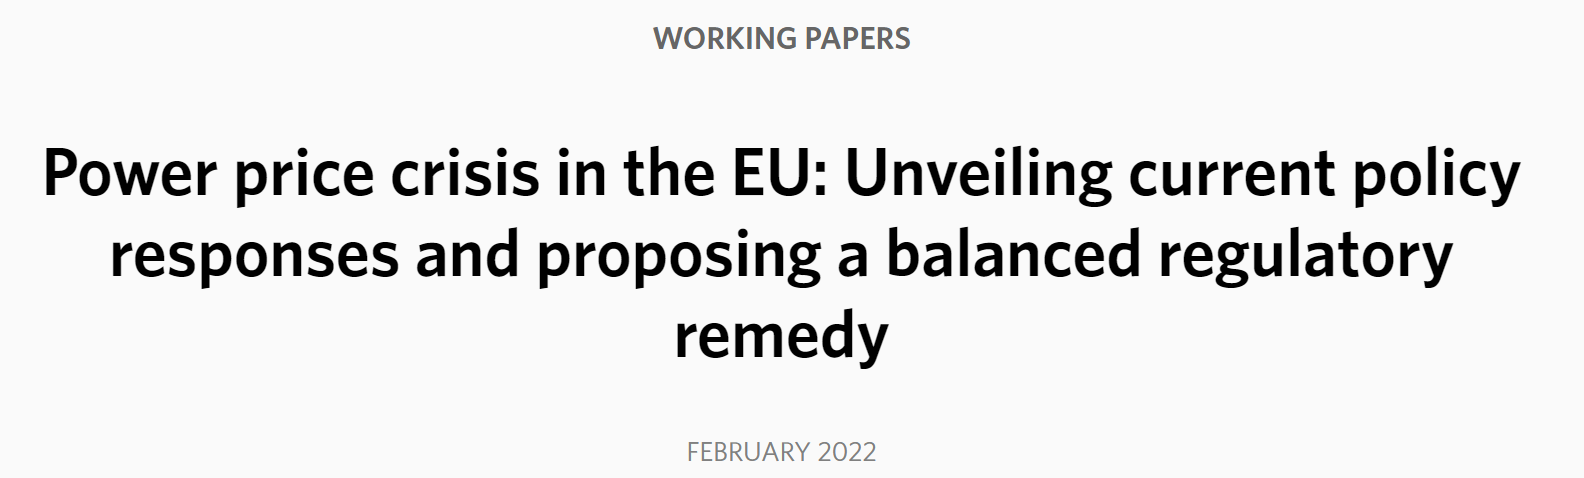 WORKING PAPERS
Power price crisis in the EU: Unveiling current policy
responses and proposing a balanced regulatory
remedy
FEBRUARY 2022